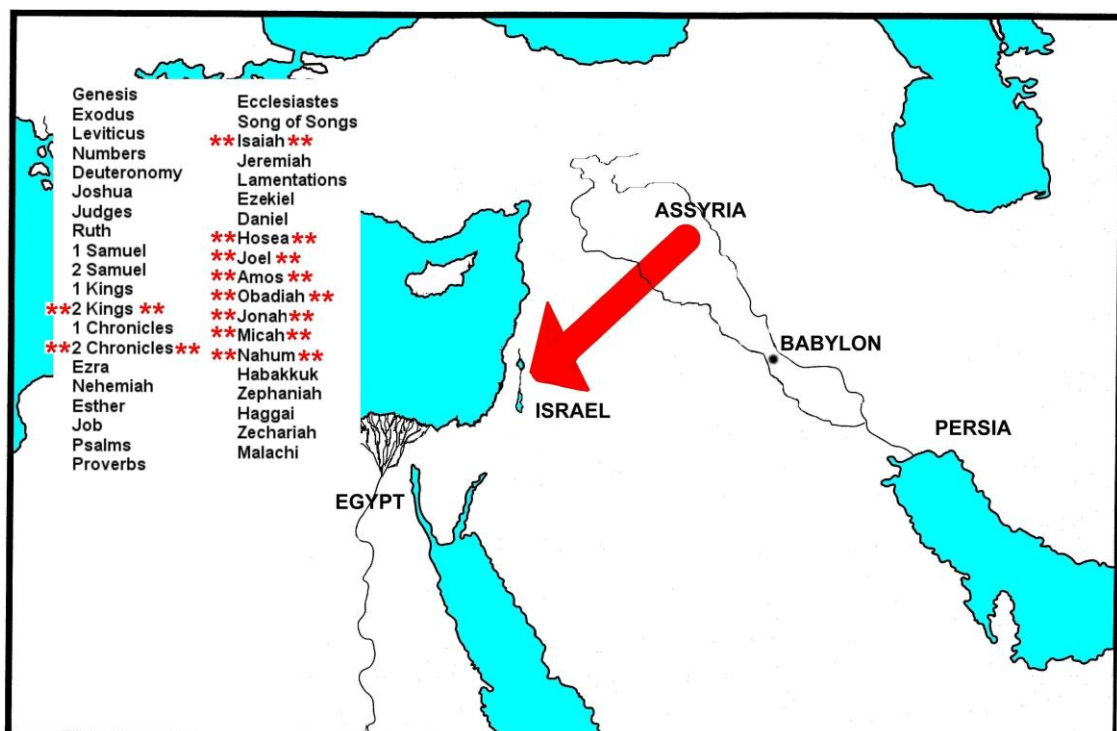 Genesis
Exodus
Leviticus
Numbers
Deuteronomy
Joshua
Judges
Ruth
1 Samuel
2 Samuel
1 Kings
**2 Kings **
1 Chronicles
**2 Chronicles**
Ezra
Nehemiah
Esther
Job
Psalms
Proverbs
Ecclesiastes
Song of Songs
**Isaiah **
Jeremiah
Lamentations
Ezekiel
Daniel
**Hosea **
**Joel **
**Amos **
**Obadiah **
**Jonah **
**Micah **
**Nahum **
Habakkuk
Zephaniah
Haggai
Zechariah
Malachi
ASSYRIA
BABYLON
ISRAEL
PERSIA
EGYPT